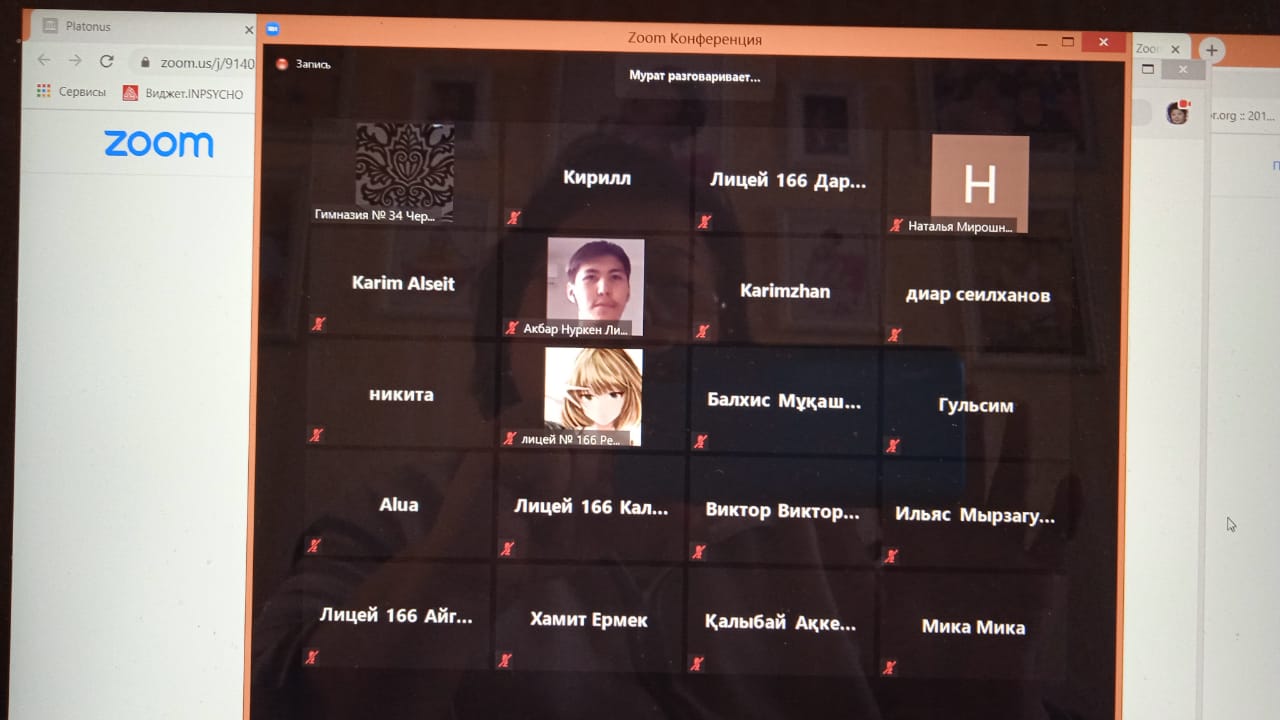 Platonus
Zoom Конференция
Zoom
zoom.us/j/9140
Запись
Мурат разговаривает...
Сервисы
Виджет.INPSYCHO
r.org :: 201...
zoom
Гимназия № 34 Чер...
Кирилл
Лицей 166 Дар...
Н
Наталья Мирошн...
Karim Alseit
Акбар Нуркен Ли...
Karimzhan
диар сеилханов
никита
лицей № 166 Ре...
Балхис Мұқаш...
Гульсим
Alua
Лицей 166 Кал...
Виктор Виктор...
Ильяс Мырзагу...
Лицей 166 Айг...
Хамит Ермек
Қалыбай Ақке...
Мика Мика